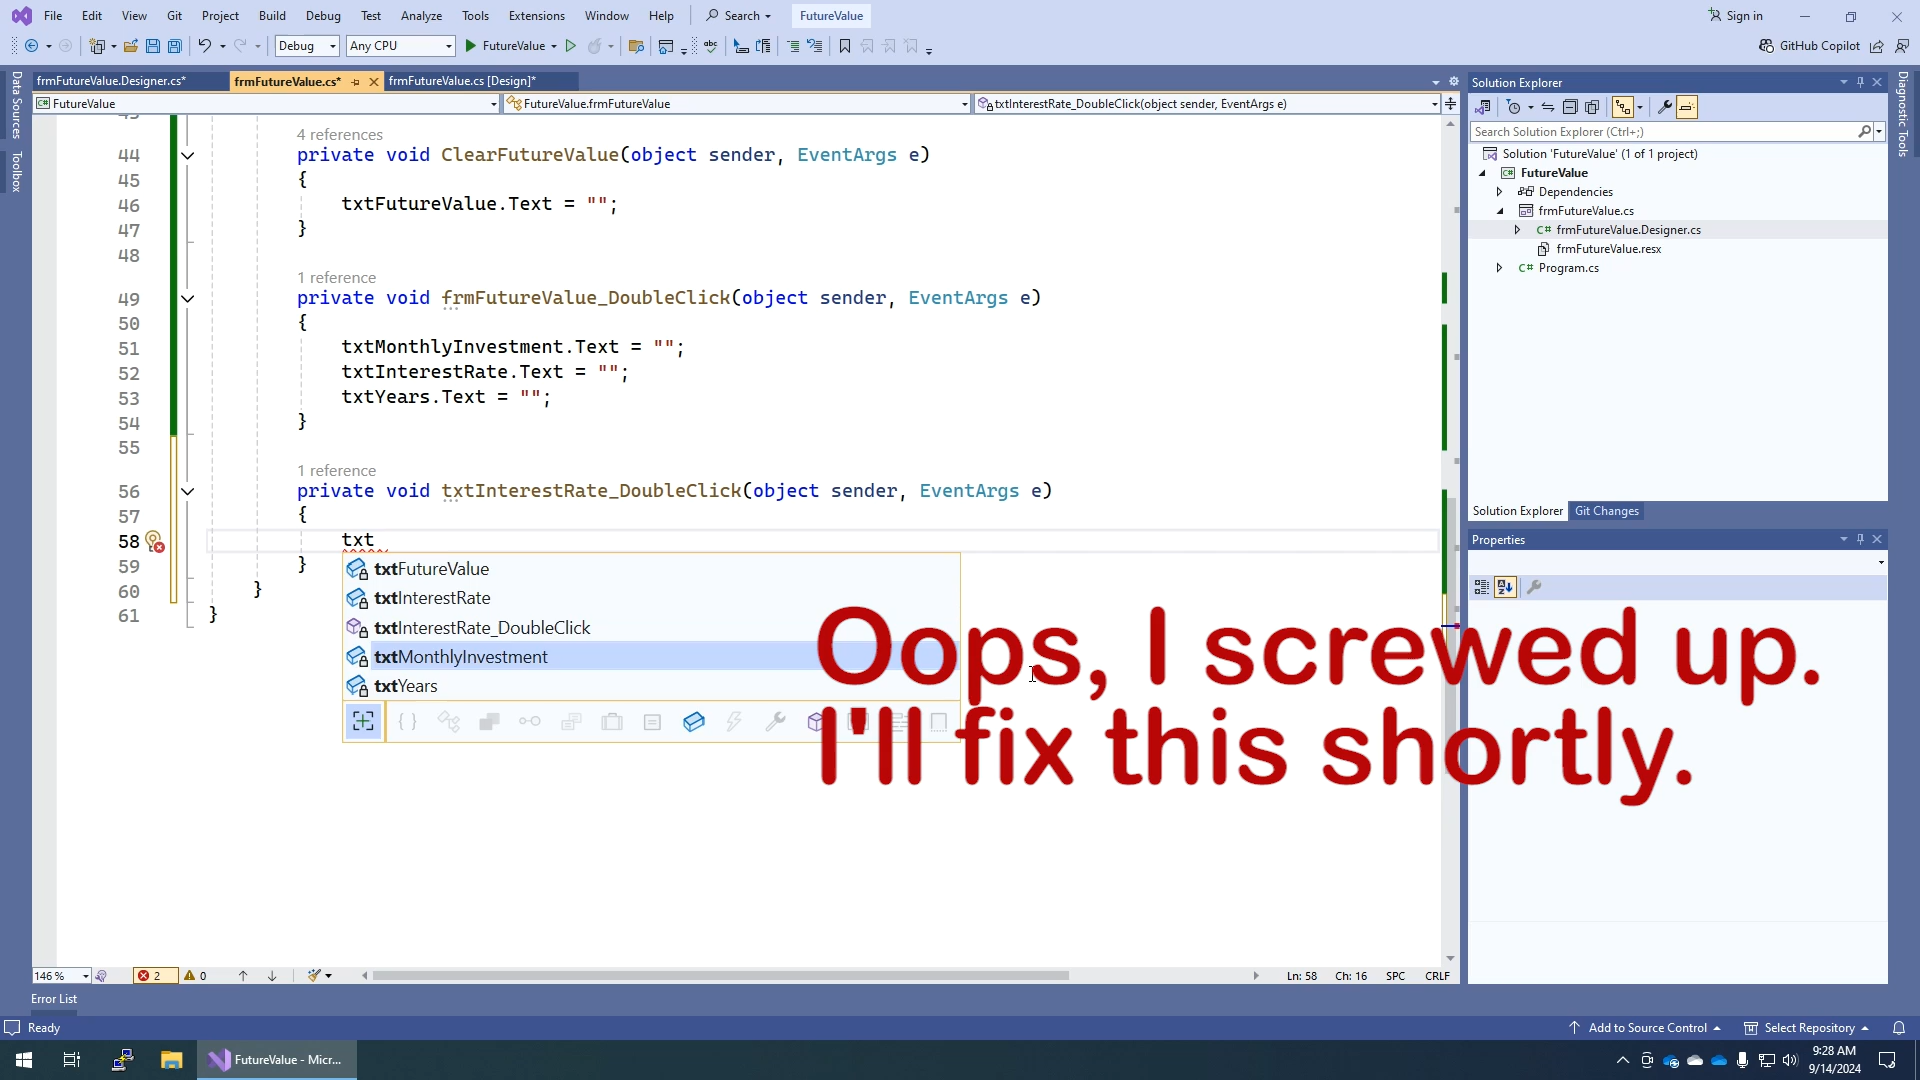 File Edit View Git Project Build Debug Test Analyze Tools Extensions Window Help Search FutureValue Sign in
Debug Any CPU FutureValue GitHub Copilot
Data Sources
Toolbox
frmFutureValue.Designer.cs* frmFutureValue.cs* frmFutureValue.cs [Design]*
FutureValue FutureValue.frmFutureValue txtInterestRate_DoubleClick(object sender, EventArgs e)
4 references
44 private void ClearFutureValue(object sender, EventArgs e)
45 {
46 txtFutureValue.Text = "";
47 }
48
1 reference
49 private void frmFutureValue_DoubleClick(object sender, EventArgs e)
50 {
51 txtMonthlyInvestment.Text = "";
52 txtInterestRate.Text = "";
53 txtYears.Text = "";
54 }
55
1 reference
56 private void txtInterestRate_DoubleClick(object sender, EventArgs e)
57 {
58 txt
59 }
60 }
61 }
txtFutureValue
txtInterestRate
txtInterestRate_DoubleClick
txtMonthlyInvestment
txtYears
Oops, I screwed up.
I'll fix this shortly.
146 % 2 0 Ln: 58 Ch: 16 SPC CRLF
Solution Explorer
Search Solution Explorer (Ctrl+;)
Solution 'FutureValue' (1 of 1 project)
FutureValue
Dependencies
frmFutureValue.cs
C# frmFutureValue.Designer.cs
frmFutureValue.resx
C# Program.cs
Solution Explorer Git Changes
Properties
Diagnostic Tools
Error List
Ready Add to Source Control Select Repository
FutureValue - Micr... 9:28 AM
9/14/2024